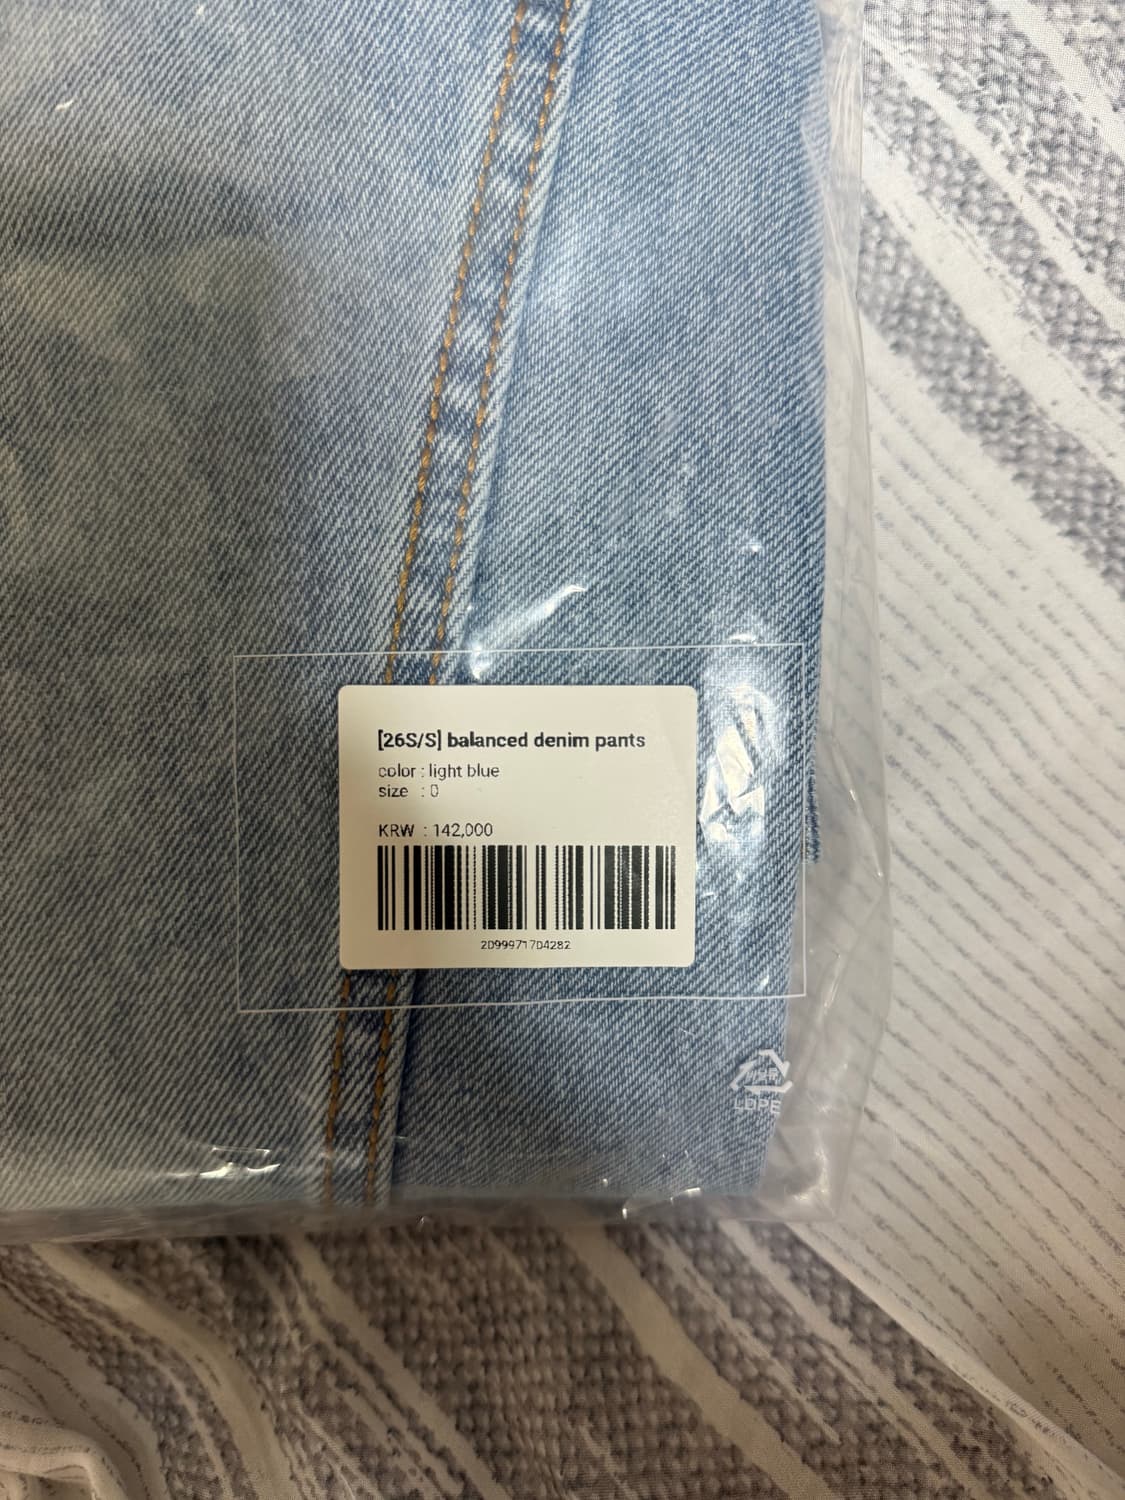 [26S/S] balanced denim pants
color : light blue
size : 0
KRW : 142,000
2099971704282
LDPE